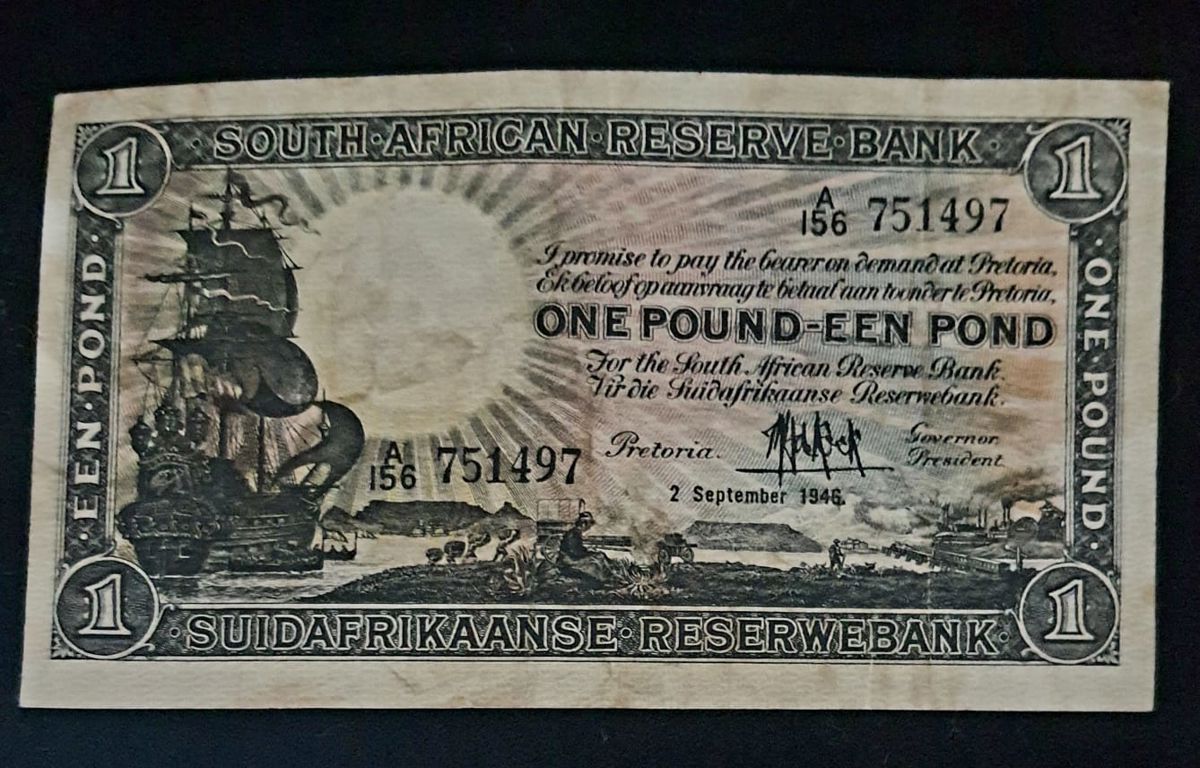 SOUTH·AFRICAN·RESERVE·BANK
1
1
A
156 751497
I promise to pay the bearer on demand at Pretoria,
Ek beloof op aanvraag te betaal aan toonder te Pretoria,
ONE POUND-EEN POND
For the South African Reserve Bank.
Vir die Suidafrikaanse Reserwebank.
Pretoria.
Governor
President
2 September 1946.
A
156 751497
EEN·POND
ONE·POUND
1
1
SUIDAFRIKAANSE·RESERWEBANK